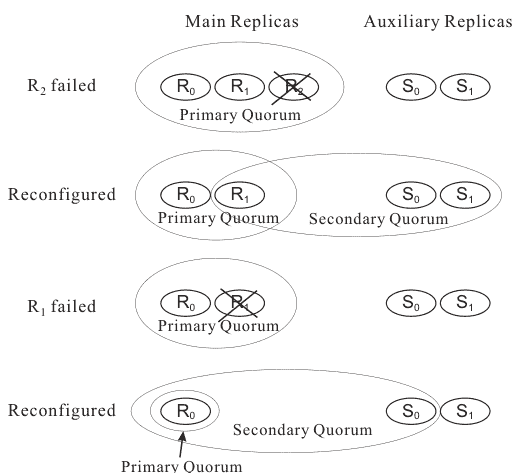 Main Replicas Auxiliary Replicas
R2 failed R0 R1 R2 S0 S1
Primary Quorum
Reconfigured R0 R1 S0 S1
Primary Quorum Secondary Quorum
R1 failed R0 R1 S0 S1
Primary Quorum
Reconfigured R0 S0 S1
Secondary Quorum
Primary Quorum